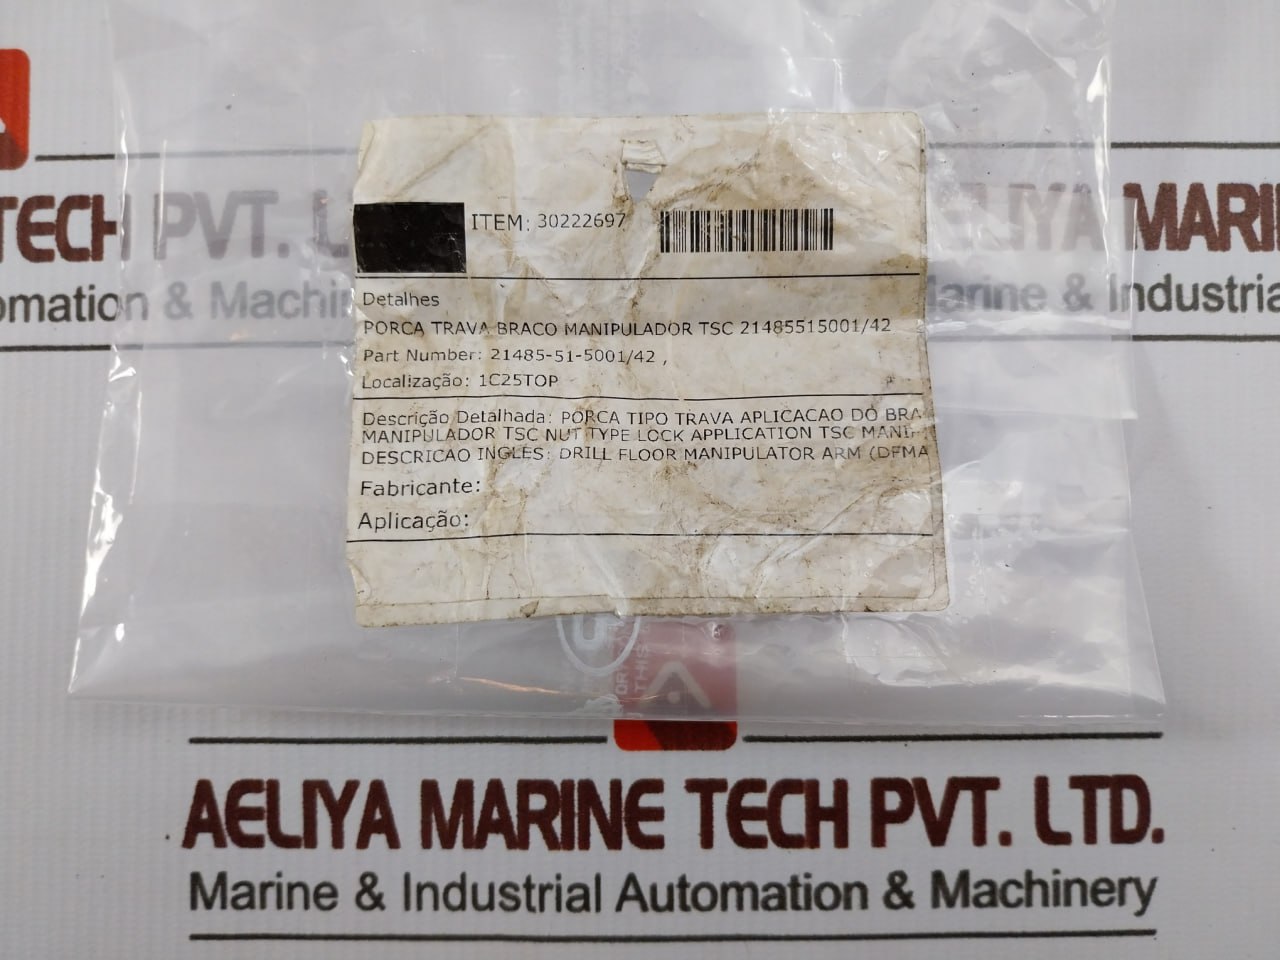 TECH PVT. L
AELIYA MARIN
omation & Machin
Marine & Industria
ITEM: 30222697
Detalhes
PORCA TRAVA BRACO MANIPULADOR TSC 21485515001/42
Part Number: 21485-51-5001/42 ,
Localização: 1C25TOP
Descrição Detalhada: PORCA TIPO TRAVA APLICACAO DO BRA
MANIPULADOR TSC NUT TYPE LOCK APPLICATION TSC MANIP
DESCRICAO INGLES: DRILL FLOOR MANIPULATOR ARM (DFMA
Fabricante:
Aplicação:
AELIYA MARINE TECH PVT. LTD.
Marine & Industrial Automation & Machinery